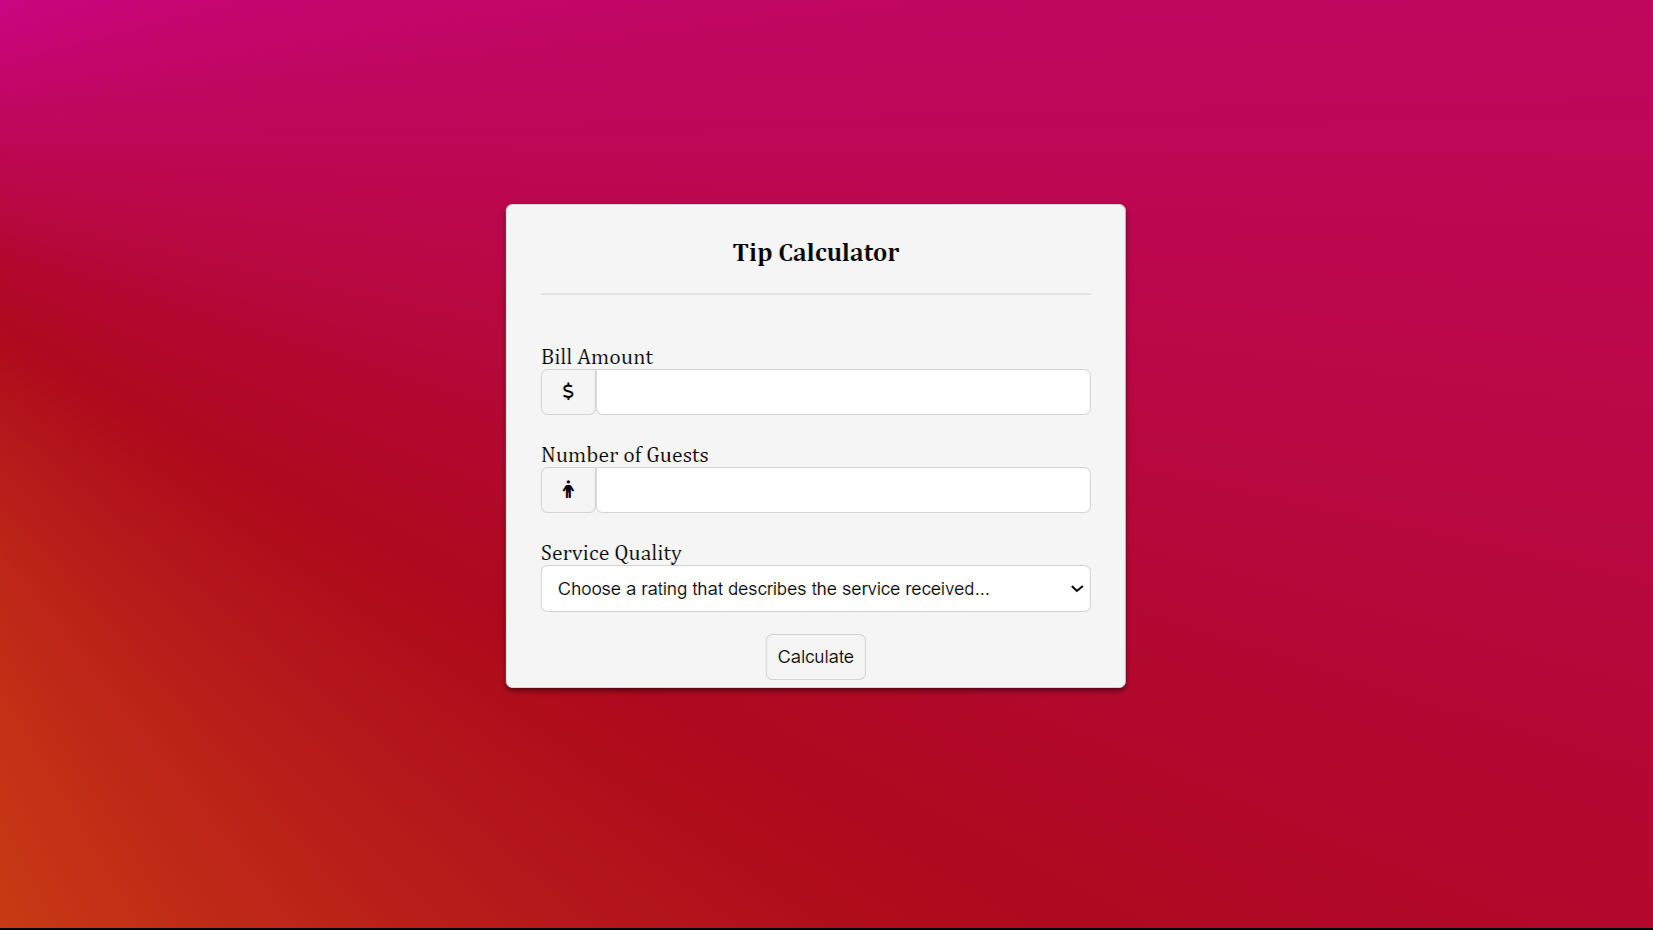 Tip Calculator
Bill Amount
$
Number of Guests
Service Quality
Choose a rating that describes the service received...
Calculate